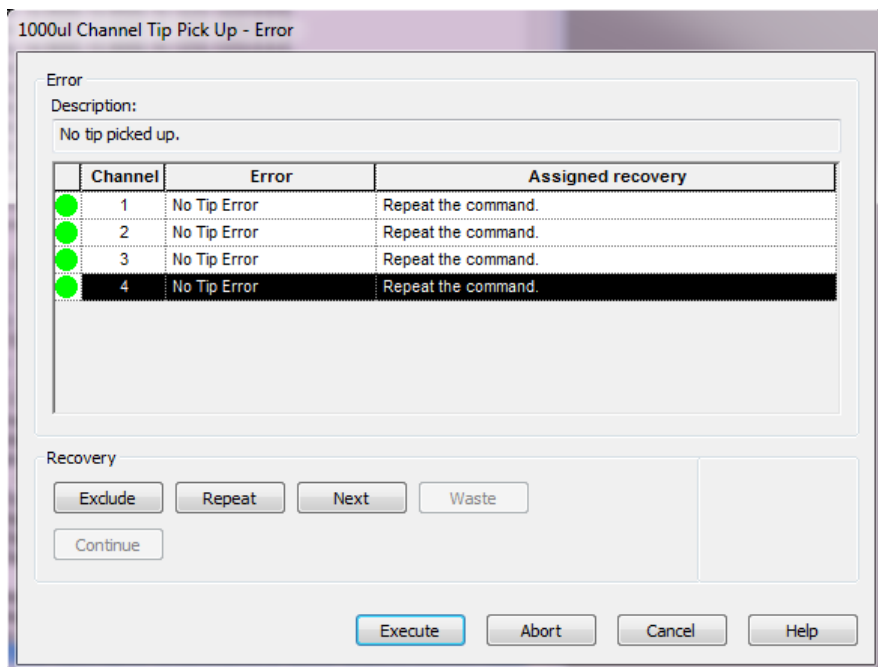 1000ul Channel Tip Pick Up - Error
Error
Description:
No tip picked up.
Channel Error Assigned recovery
1 No Tip Error Repeat the command.
2 No Tip Error Repeat the command.
3 No Tip Error Repeat the command.
4 No Tip Error Repeat the command.
Recovery
Exclude Repeat Next Waste
Continue
Execute Abort Cancel Help